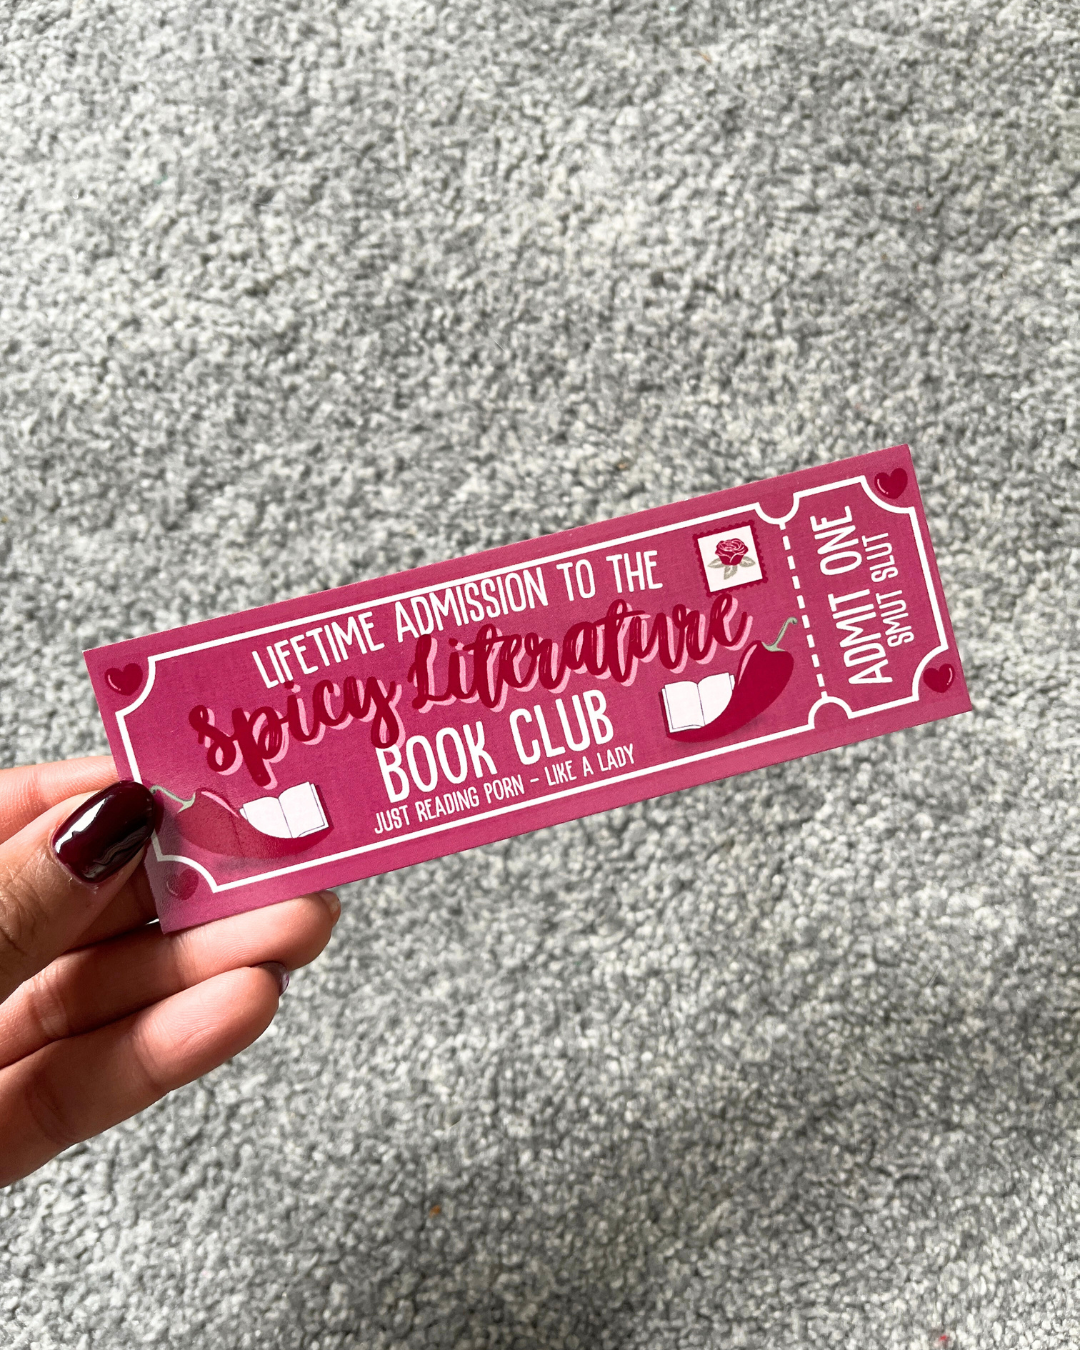 LIFETIME ADMISSION TO THE
Spicy Literature
BOOK CLUB
JUST READING PORN - LIKE A LADY
ADMIT ONE
SMUT SLUT